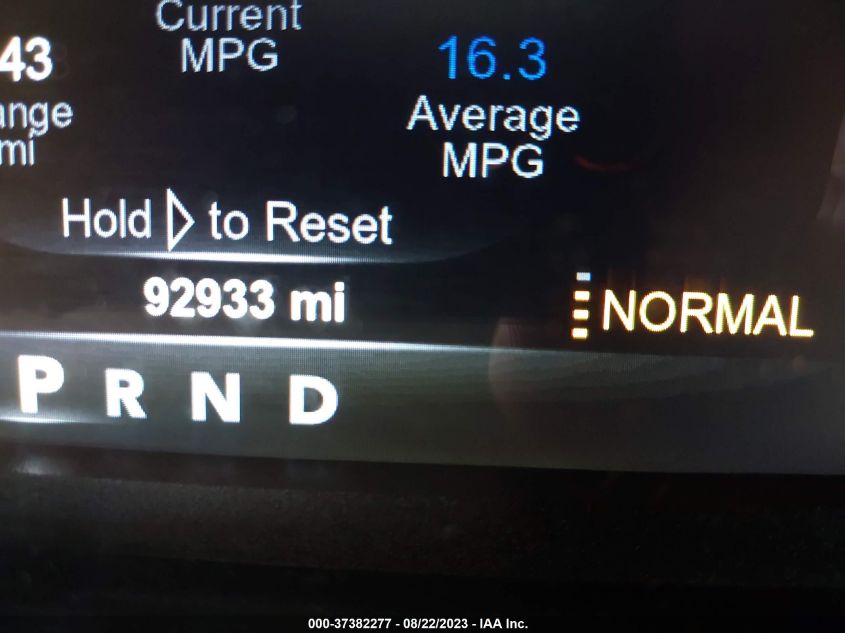 Current
MPG
43
16.3
Average
MPG
mi
Hold to Reset
92933 mi
NORMAL
P R N D
000-37382277 - 08/22/2023 - IAA Inc.